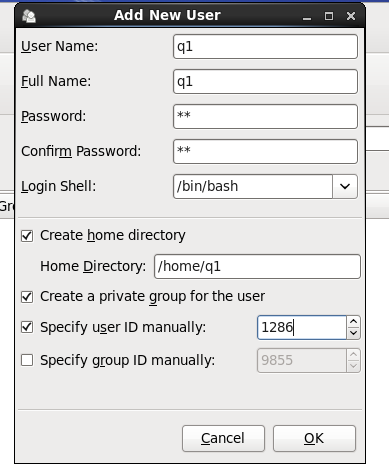 Add New User
User Name: q1
Full Name: q1
Password: **
Confirm Password: **
Login Shell: /bin/bash
Gr
Create home directory
Home Directory: /home/q1
Create a private group for the user
Specify user ID manually: 1286
Specify group ID manually: 9855
Cancel OK